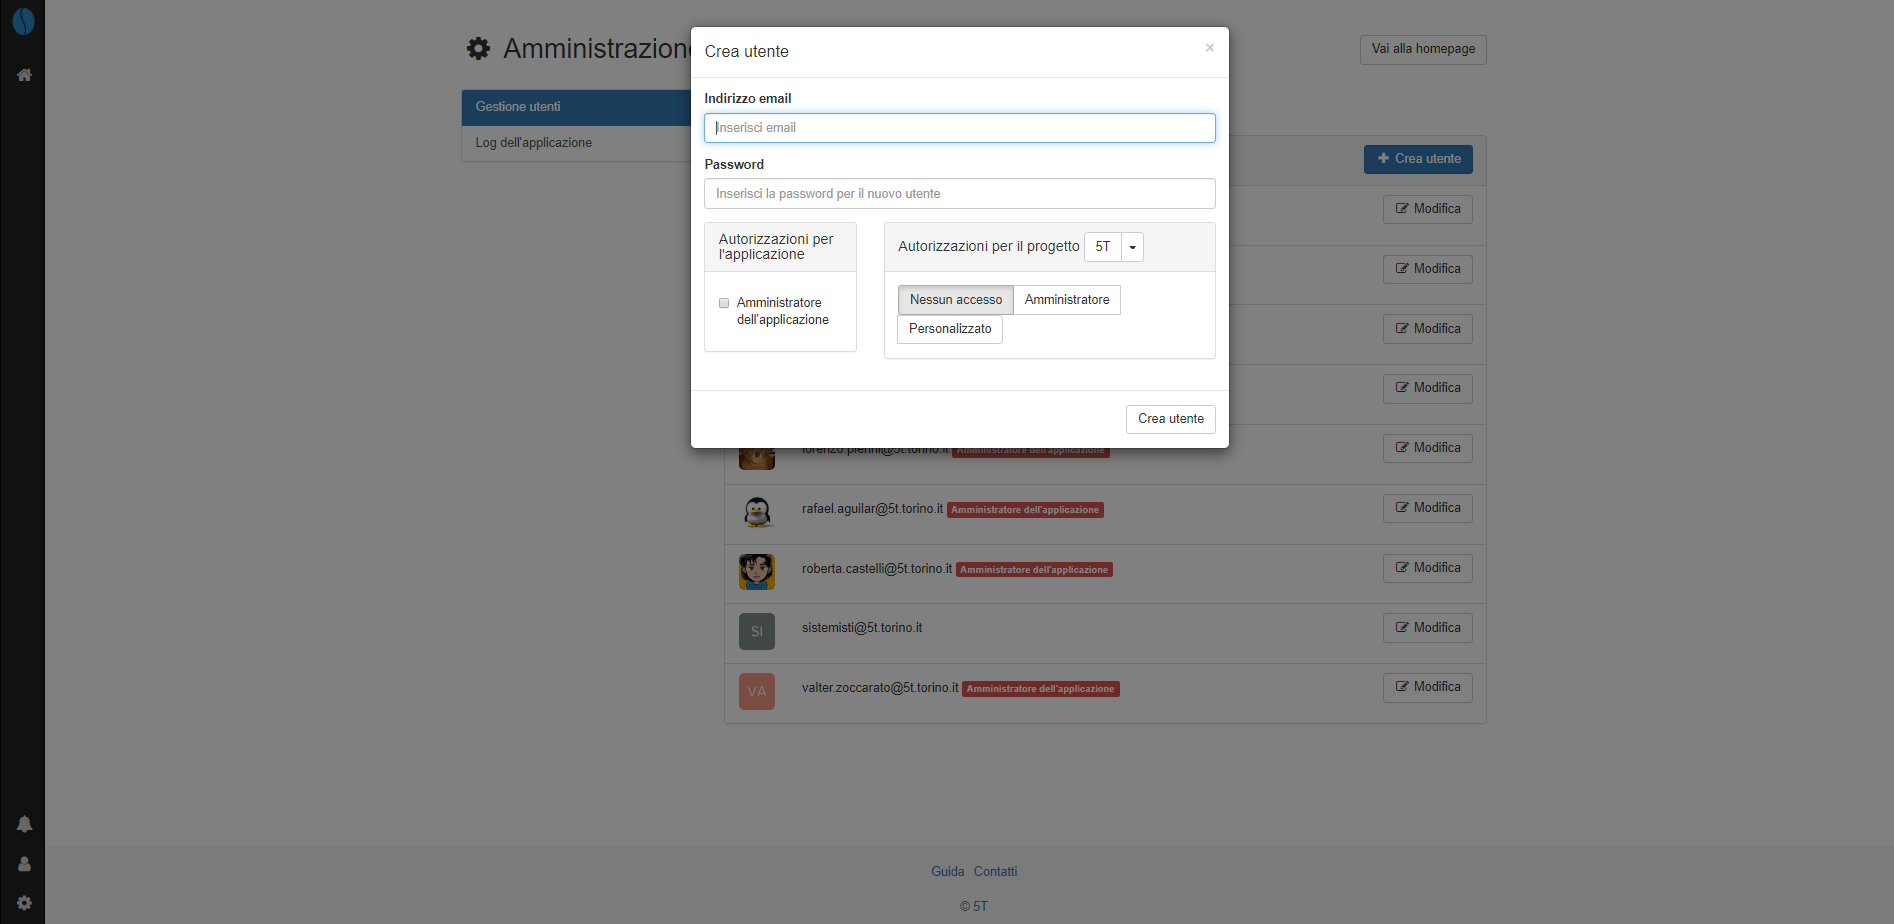 Amministrazione
Vai alla homepage
Gestione utenti
Log dell'applicazione
Crea utente
×
Indirizzo email
Inserisci email
Password
Inserisci la password per il nuovo utente
Autorizzazioni per
l'applicazione
Amministratore
dell'applicazione
Autorizzazioni per il progetto 5T
Nessun accesso Amministratore
Personalizzato
Crea utente
Crea utente
Modifica
Modifica
Modifica
Modifica
Amministratore dell'applicazione Modifica
rafael.aguilar@5t.torino.it Amministratore dell'applicazione Modifica
roberta.castelli@5t.torino.it Amministratore dell'applicazione Modifica
SI sistemisti@5t.torino.it Modifica
VA valter.zoccarato@5t.torino.it Amministratore dell'applicazione Modifica
Guida Contatti
© 5T